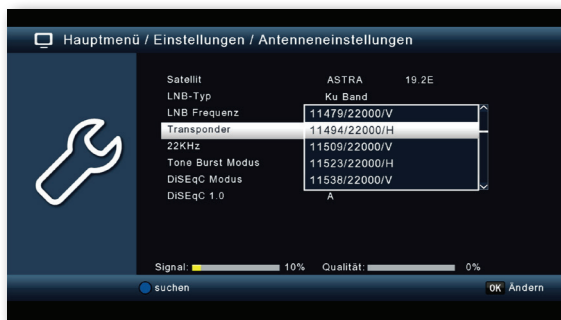 Hauptmenü / Einstellungen / Antenneneinstellungen
Satellit ASTRA 19.2E
LNB-Typ Ku Band
LNB Frequenz 11479/22000/V
Transponder 11494/22000/H
22KHz 11509/22000/V
Tone Burst Modus 11523/22000/H
DiSEqC Modus 11538/22000/V
DiSEqC 1.0 A
Signal: 10% Qualität: 0%
suchen OK Ändern